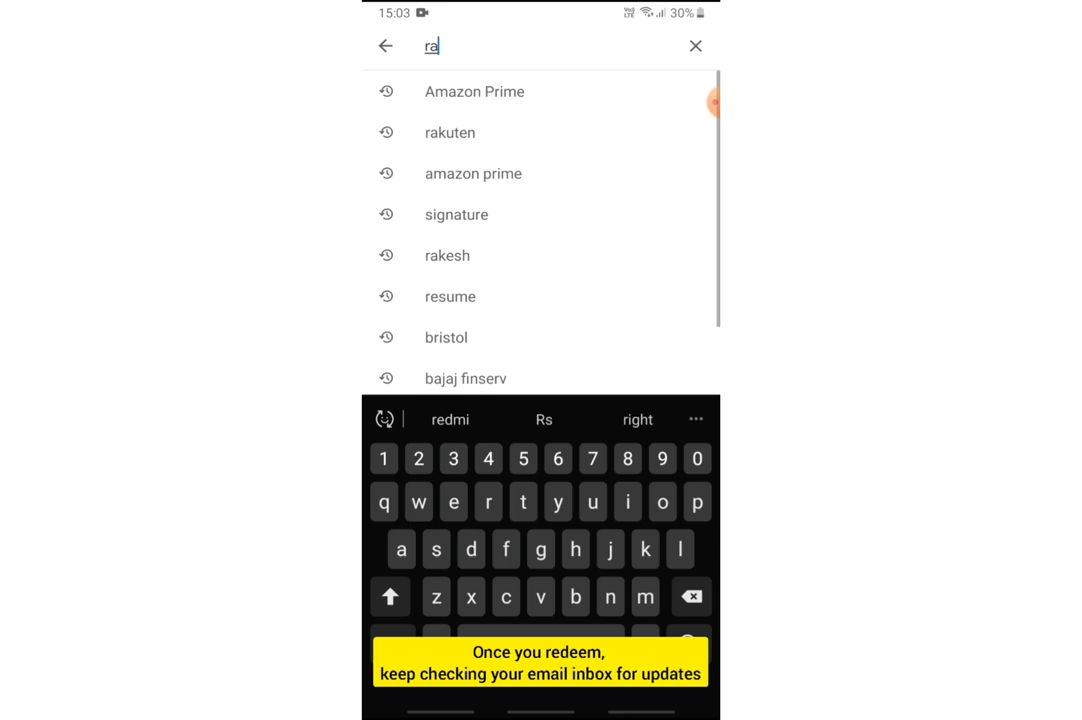 15:03 VoI LTE 30%
ra
Amazon Prime
rakuten
amazon prime
signature
rakesh
resume
bristol
bajaj finserv
redmi Rs right
1 2 3 4 5 6 7 8 9 0
q w e r t y u i o p
a s d f g h j k l
z x c v b n m
Once you redeem,
keep checking your email inbox for updates